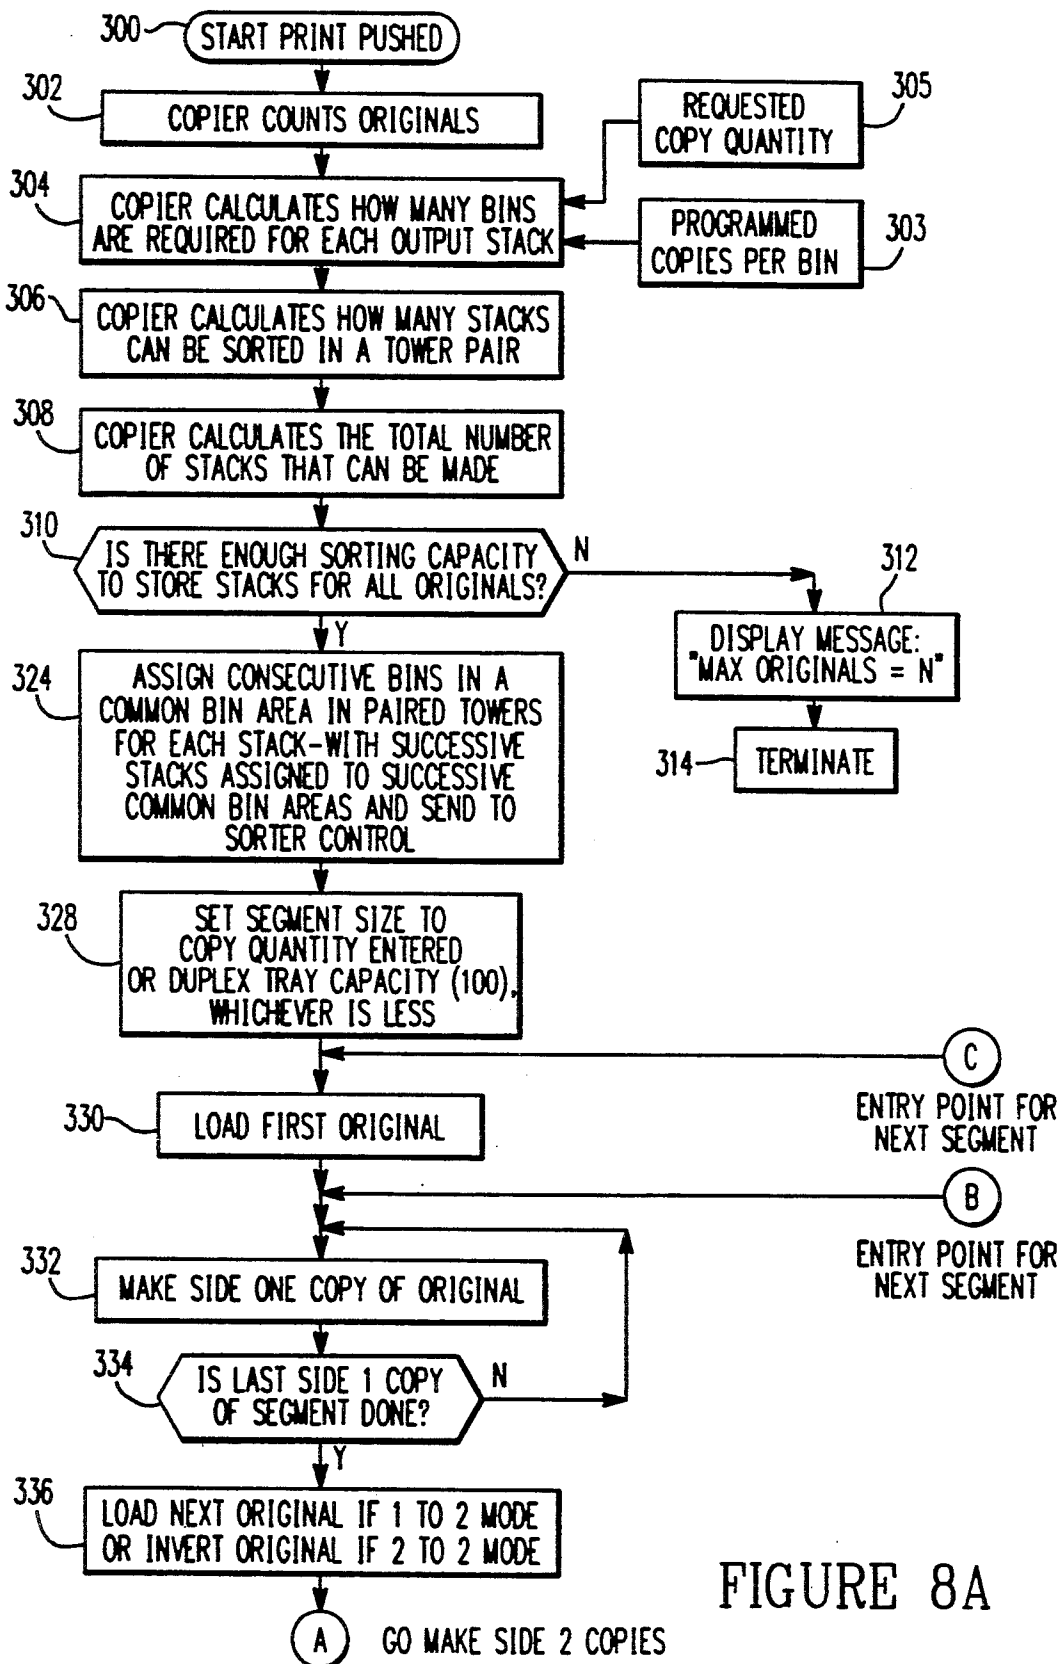 300
START PRINT PUSHED
302
COPIER COUNTS ORIGINALS
REQUESTED
COPY QUANTITY
305
304
COPIER CALCULATES HOW MANY BINS
ARE REQUIRED FOR EACH OUTPUT STACK
PROGRAMMED
COPIES PER BIN
303
306
COPIER CALCULATES HOW MANY STACKS
CAN BE SORTED IN A TOWER PAIR
308
COPIER CALCULATES THE TOTAL NUMBER
OF STACKS THAT CAN BE MADE
310
IS THERE ENOUGH SORTING CAPACITY
TO STORE STACKS FOR ALL ORIGINALS?
N
312
DISPLAY MESSAGE:
"MAX ORIGINALS = N"
314
TERMINATE
Y
324
ASSIGN CONSECUTIVE BINS IN A
COMMON BIN AREA IN PAIRED TOWERS
FOR EACH STACK-WITH SUCCESSIVE
STACKS ASSIGNED TO SUCCESSIVE
COMMON BIN AREAS AND SEND TO
SORTER CONTROL
328
SET SEGMENT SIZE TO
COPY QUANTITY ENTERED
OR DUPLEX TRAY CAPACITY (100),
WHICHEVER IS LESS
C
ENTRY POINT FOR
NEXT SEGMENT
330
LOAD FIRST ORIGINAL
B
ENTRY POINT FOR
NEXT SEGMENT
332
MAKE SIDE ONE COPY OF ORIGINAL
334
IS LAST SIDE 1 COPY
OF SEGMENT DONE?
N
Y
336
LOAD NEXT ORIGINAL IF 1 TO 2 MODE
OR INVERT ORIGINAL IF 2 TO 2 MODE
A
GO MAKE SIDE 2 COPIES
FIGURE 8A